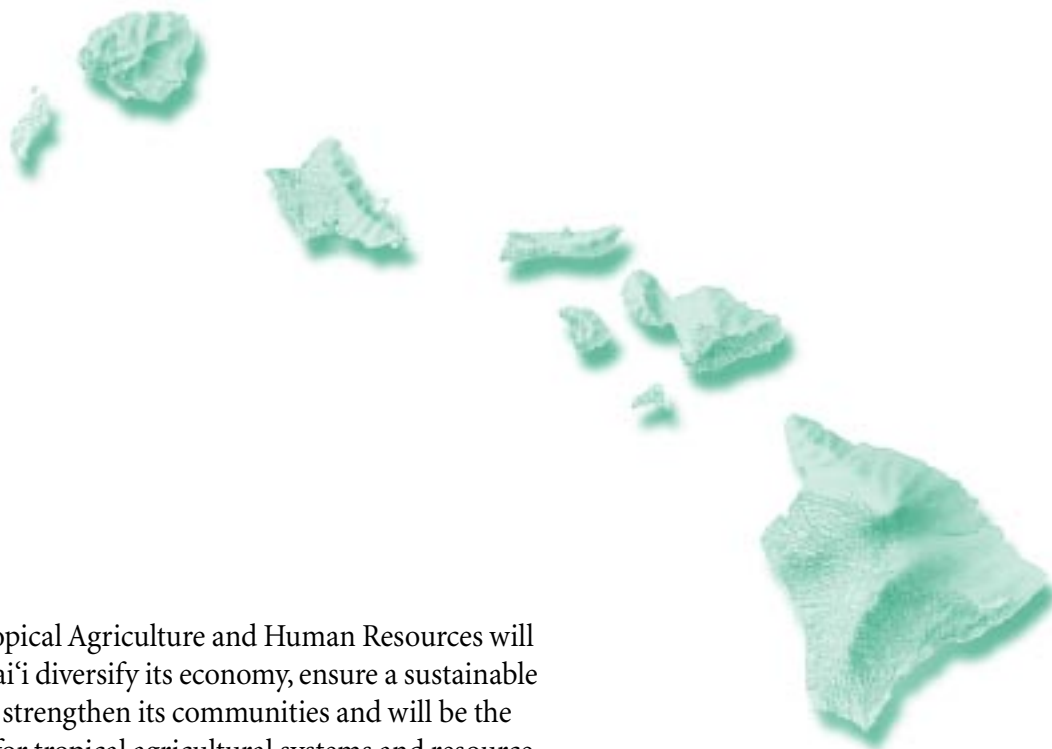 opical Agriculture and Human Resources will
ai‘i diversify its economy, ensure a sustainable
strengthen its communities and will be the
for tropical agricultural systems and resource